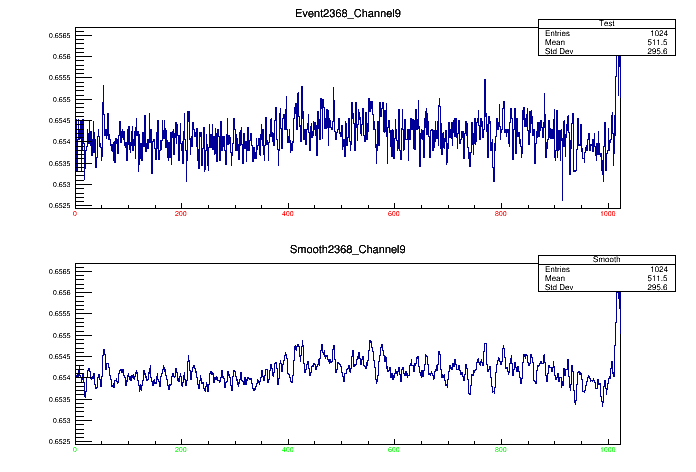 Event2368_Channel9
Test
Entries 1024
Mean 511.5
Std Dev 295.6
0.6565
0.656
0.6555
0.655
0.6545
0.654
0.6535
0.653
0.6525
0 200 400 600 800 1000
Smooth2368_Channel9
Smooth
Entries 1024
Mean 511.5
Std Dev 295.6
0.6565
0.656
0.6555
0.655
0.6545
0.654
0.6535
0.653
0.6525
0 200 400 600 800 1000